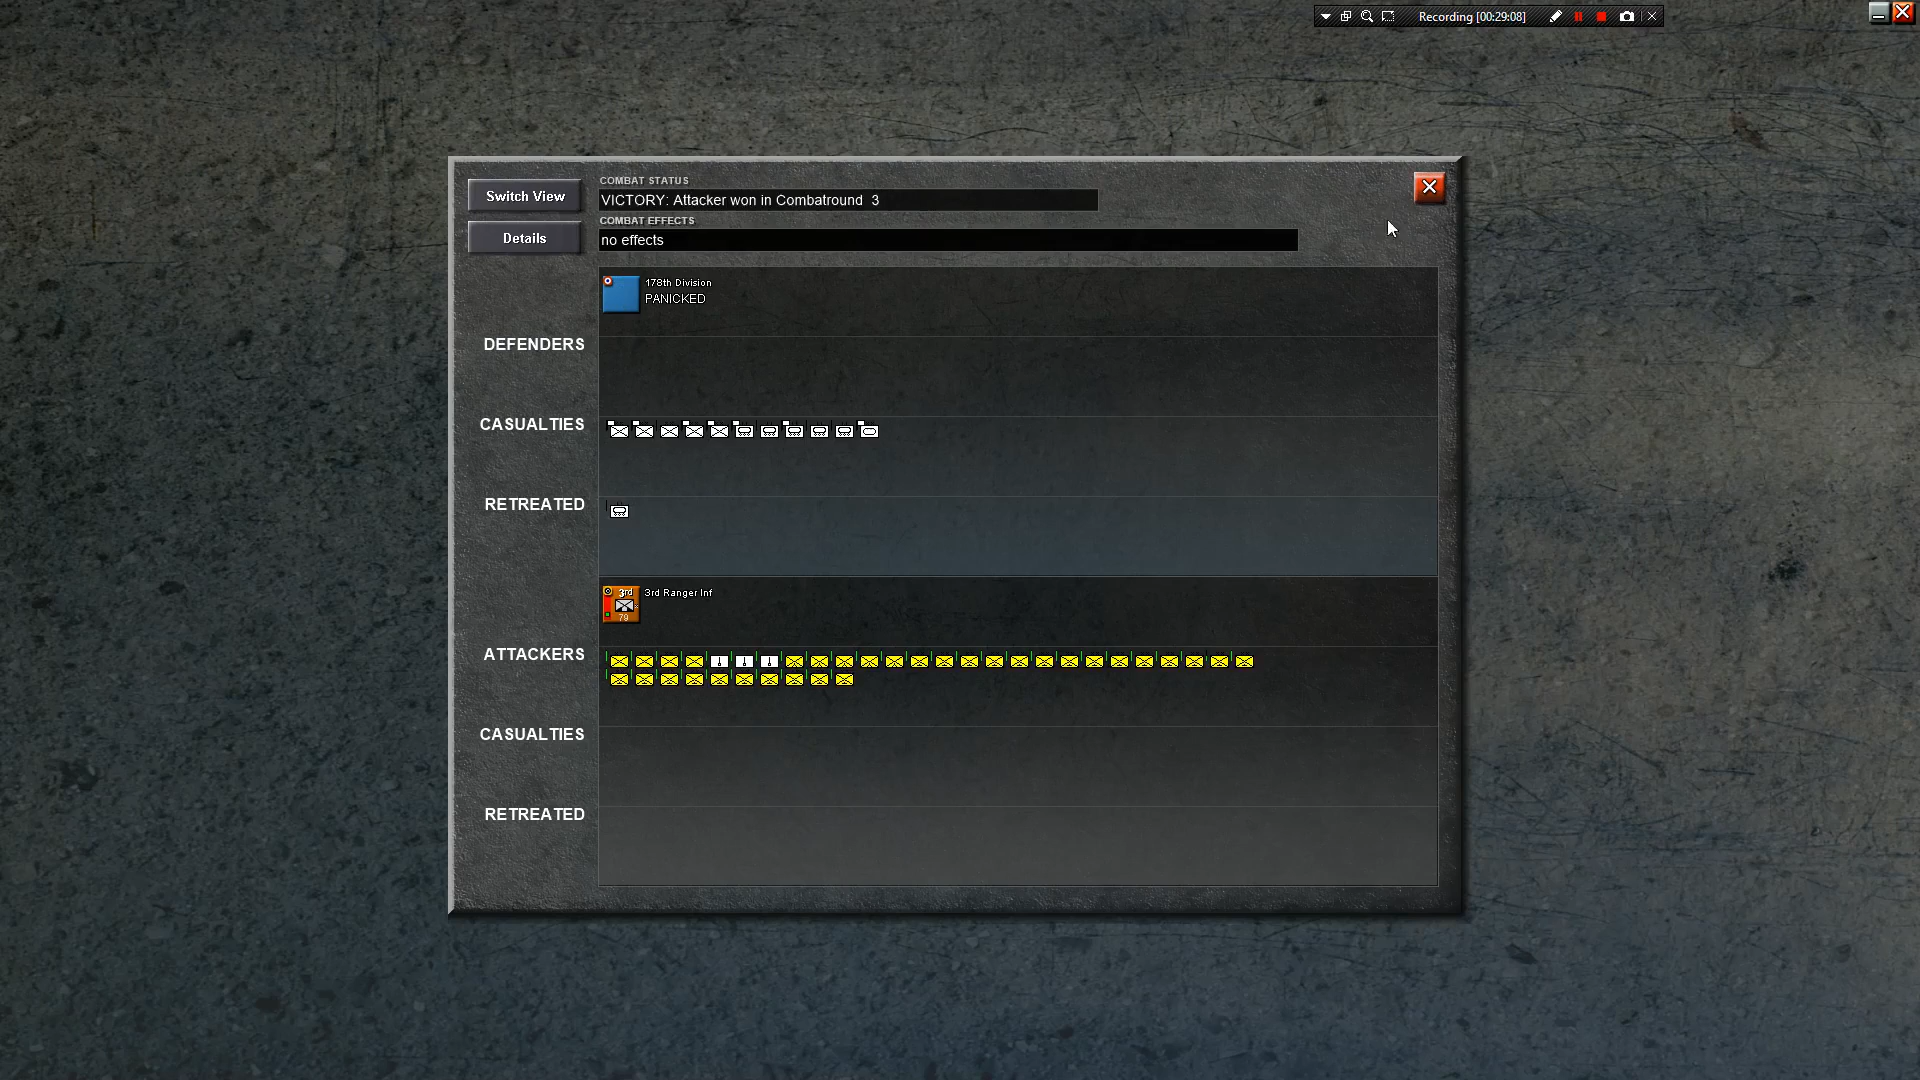 Recording [00:29:08]
Switch View
COMBAT STATUS
VICTORY: Attacker won in Combatround  3
COMBAT EFFECTS
Details
no effects
178th Division
PANICKED
DEFENDERS
CASUALTIES
RETREATED
3rd
79
3rd Ranger Inf
ATTACKERS
CASUALTIES
RETREATED